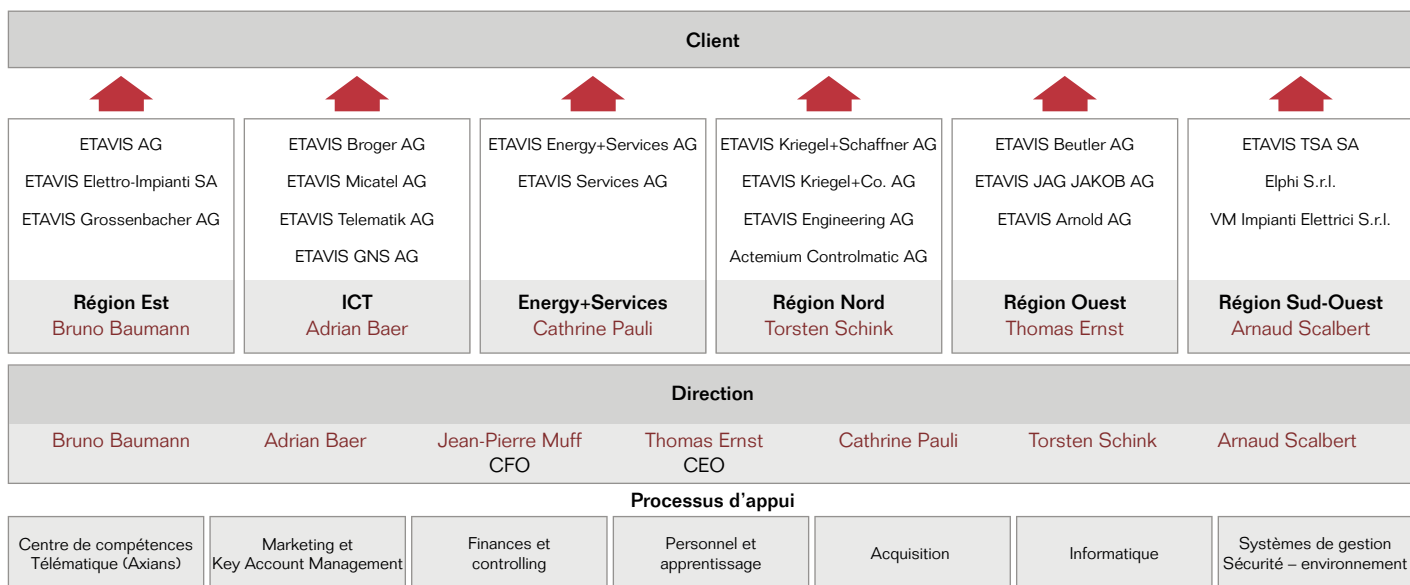 Client
ETAVIS AG
ETAVIS Elettro-Impianti SA
ETAVIS Grossenbacher AG
Région Est
Bruno Baumann
ETAVIS Broger AG
ETAVIS Micatel AG
ETAVIS Telematik AG
ETAVIS GNS AG
ICT
Adrian Baer
ETAVIS Energy+Services AG
ETAVIS Services AG
Energy+Services
Cathrine Pauli
ETAVIS Kriegel+Schaffner AG
ETAVIS Kriegel+Co. AG
ETAVIS Engineering AG
Actemium Controlmatic AG
Région Nord
Torsten Schink
ETAVIS Beutler AG
ETAVIS JAG JAKOB AG
ETAVIS Arnold AG
Région Ouest
Thomas Ernst
ETAVIS TSA SA
Elphi S.r.l.
VM Impianti Elettrici S.r.l.
Région Sud-Ouest
Arnaud Scalbert
Direction
Bruno Baumann
Adrian Baer
Jean-Pierre Muff
CFO
Thomas Ernst
CEO
Cathrine Pauli
Torsten Schink
Arnaud Scalbert
Processus d’appui
Centre de compétences
Télématique (Axians)
Marketing et
Key Account Management
Finances et
controlling
Personnel et
apprentissage
Acquisition
Informatique
Systèmes de gestion
Sécurité – environnement